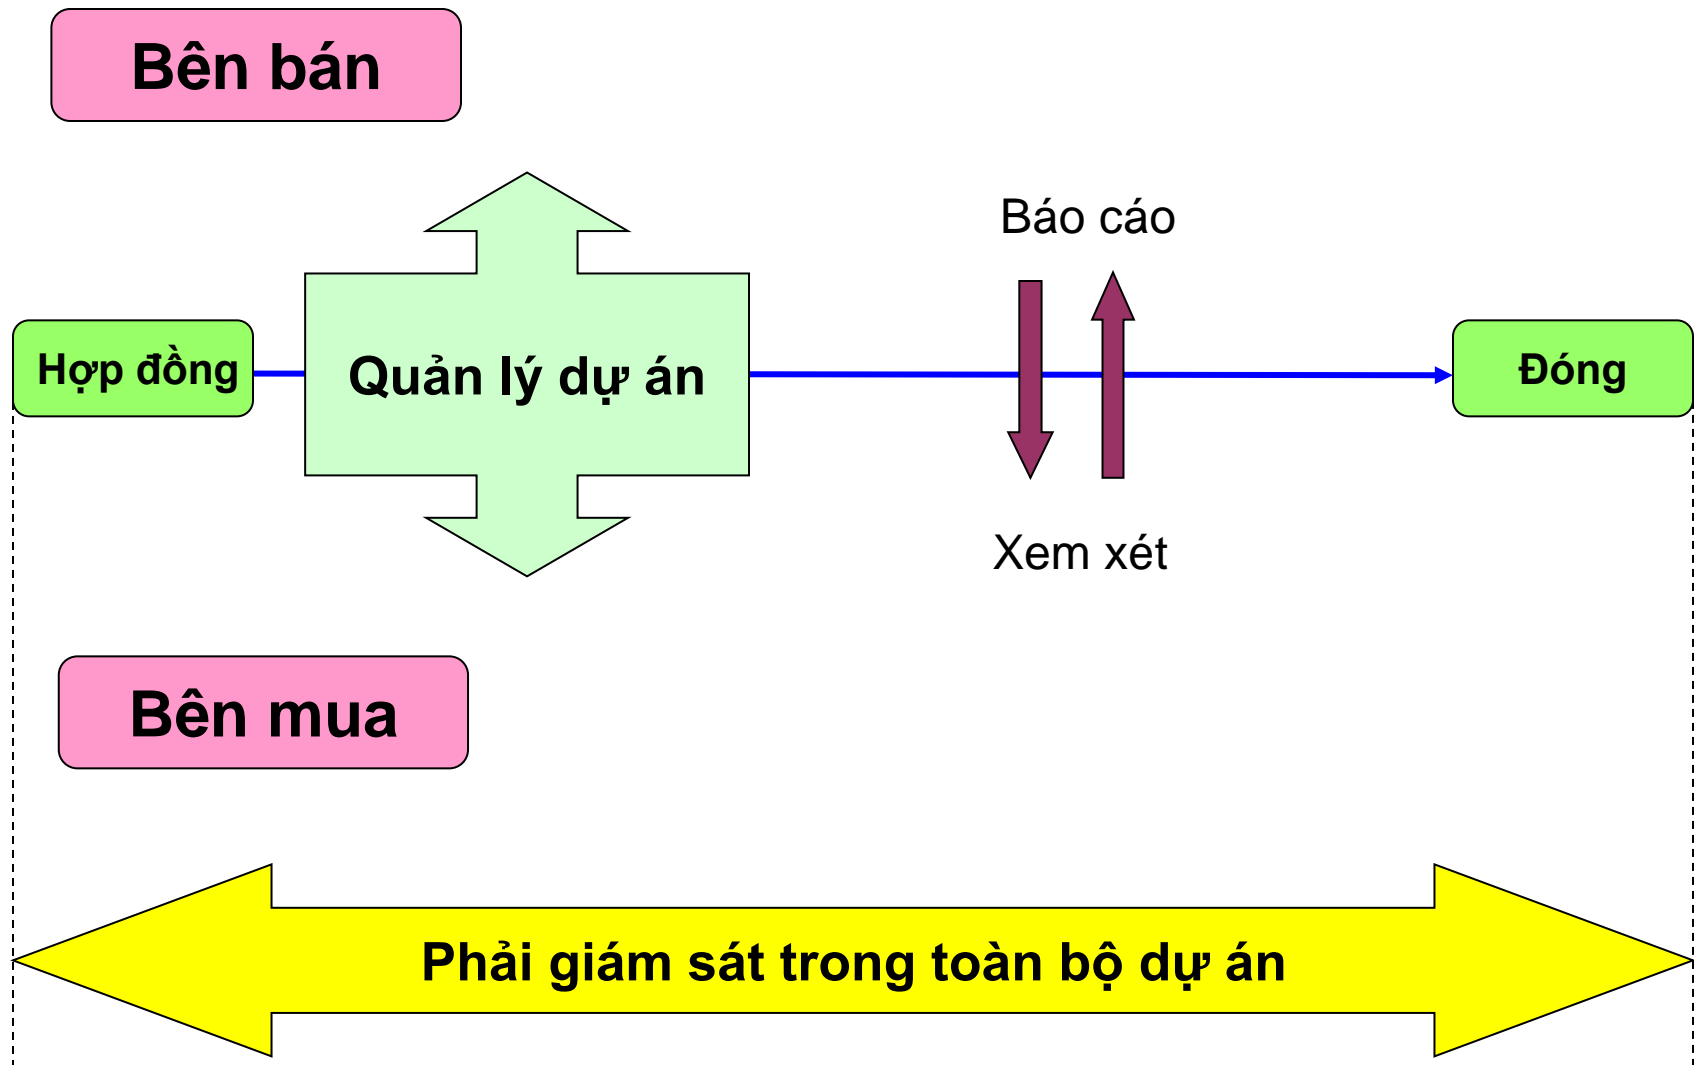 Bên bán
Báo cáo
Hợp đồng
Quản lý dự án
Đóng
Xem xét
Bên mua
Phải giám sát trong toàn bộ dự án